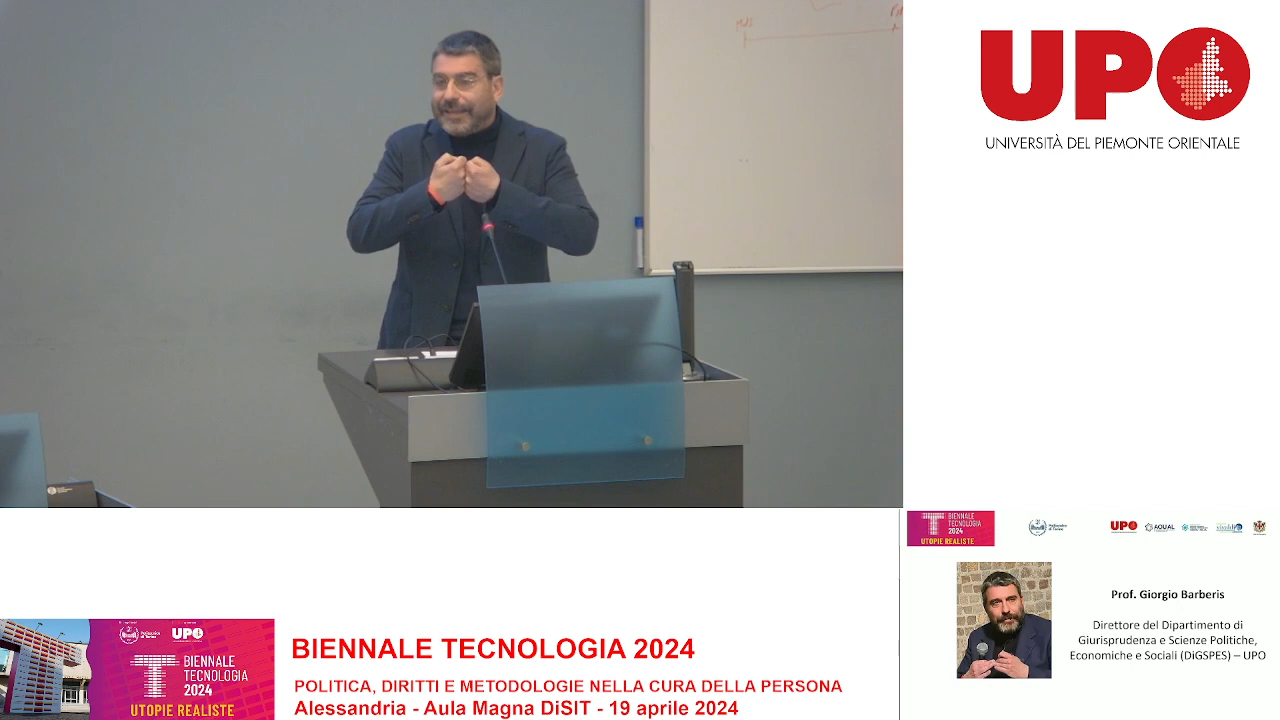 UPO
UNIVERSITÀ DEL PIEMONTE ORIENTALE
BIENNALE
TECNOLOGIA
2024
UTOPIE REALISTE
UPO
Prof. Giorgio Barberis
Direttore del Dipartimento di
Giurisprudenza e Scienze Politiche,
Economiche e Sociali (DiGSPES) – UPO
UPO
T BIENNALE
TECNOLOGIA
2024
UTOPIE REALISTE
BIENNALE TECNOLOGIA 2024
POLITICA, DIRITTI E METODOLOGIE NELLA CURA DELLA PERSONA
Alessandria - Aula Magna DiSIT - 19 aprile 2024